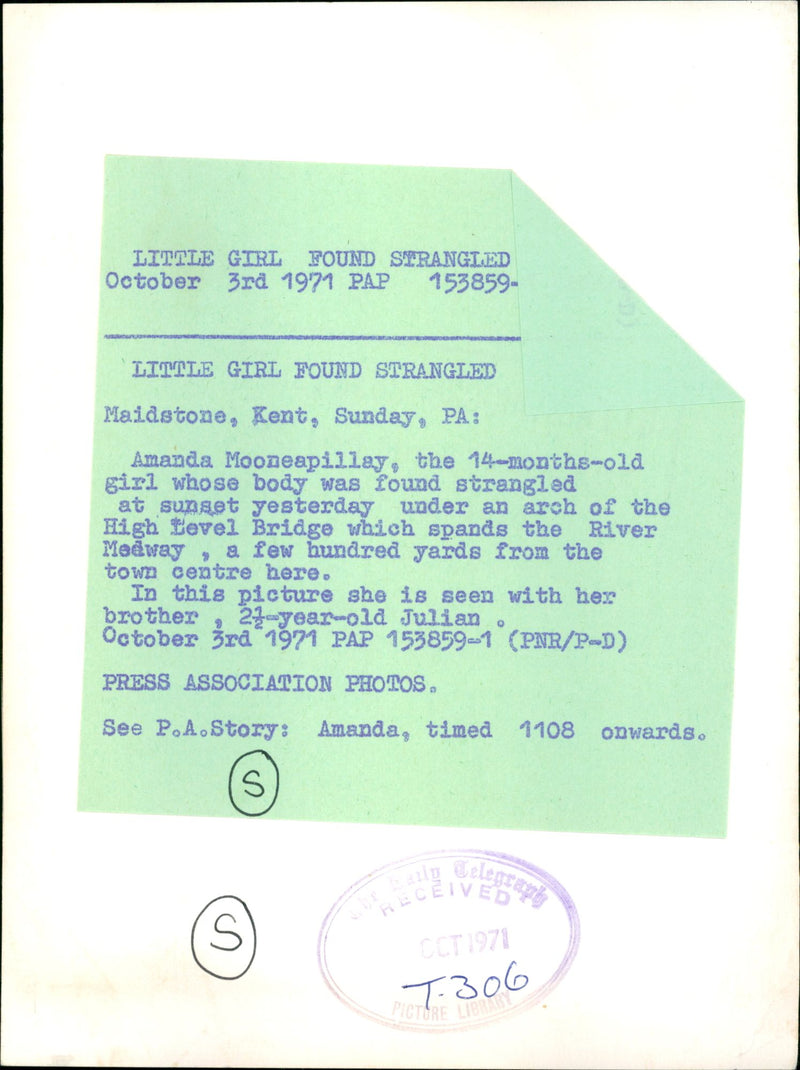 LITTLE GIRL FOUND STRANGLED
October 3rd 1971 PAP 153859-
LITTLE GIRL FOUND STRANGLED
Maidstone, Kent, Sunday, PA:
Amanda Mooneapillay, the 14-months-old
girl whose body was found strangled
at sunset yesterday under an arch of the
High Level Bridge which spands the River
Medway , a few hundred yards from the
town centre here.
In this picture she is seen with her
brother , 2½-year-old Julian .
October 3rd 1971 PAP 153859-1 (PNR/P-D)
PRESS ASSOCIATION PHOTOS.
See P.A.Story: Amanda, timed 1108 onwards.
S
S
The Daily Telegraph
RECEIVED
OCT 1971
T-306
PICTURE LIBRARY